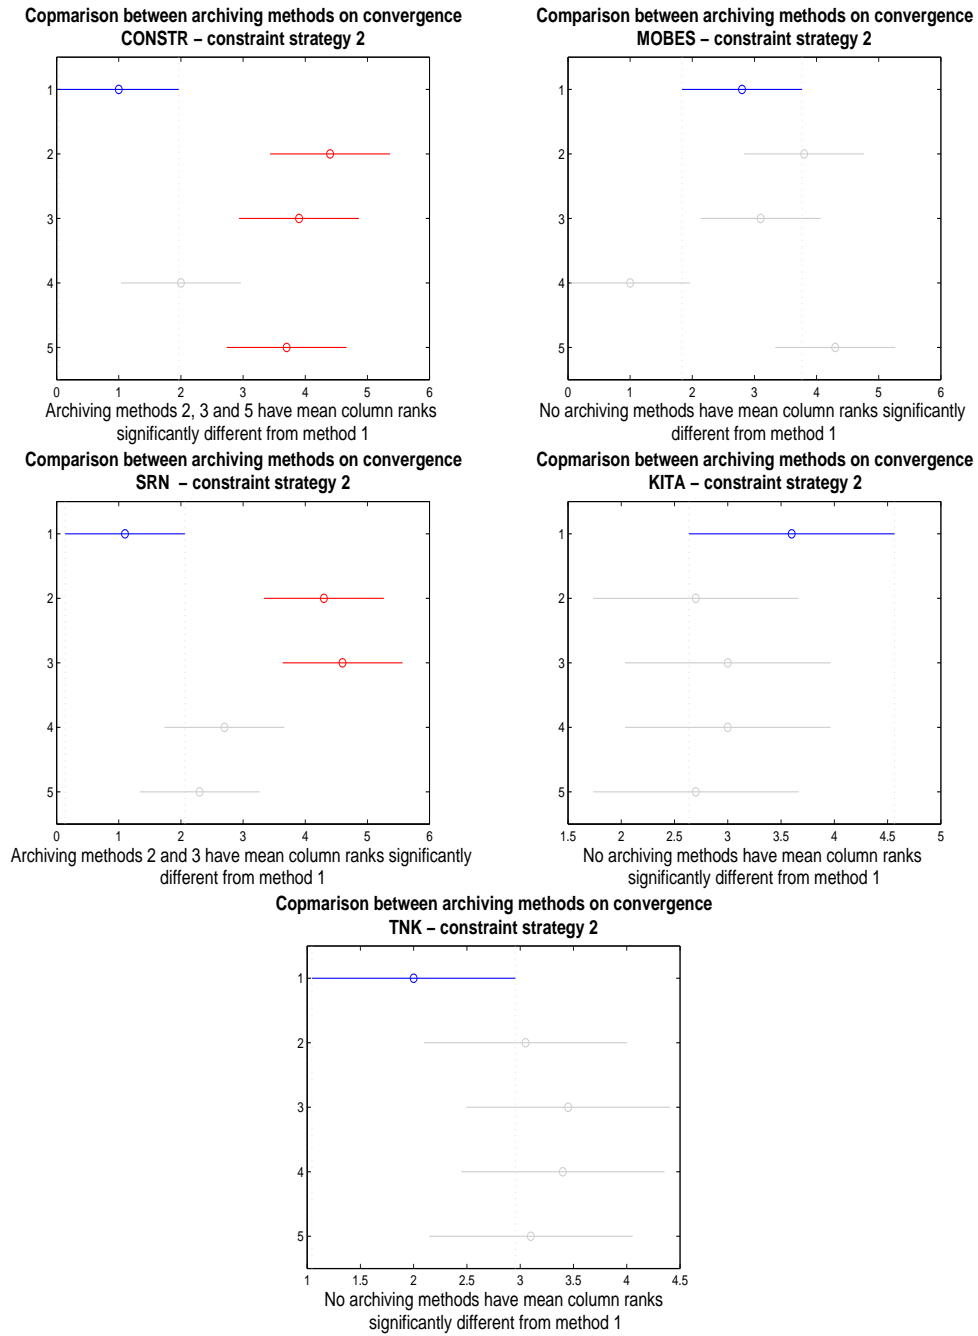 Copmarison between archiving methods on convergence
CONSTR – constraint strategy 2
1
2
3
4
5
0 1 2 3 4 5 6
Archiving methods 2, 3 and 5 have mean column ranks
significantly different from method 1
Copmarison between archiving methods on convergence
MOBES – constraint strategy 2
1
2
3
4
5
0 1 2 3 4 5 6
No archiving methods have mean column ranks significantly
different from method 1
Comparison between archiving methods on convergence
SRN – constraint strategy 2
1
2
3
4
5
0 1 2 3 4 5 6
Archiving methods 2 and 3 have mean column ranks significantly
different from method 1
Copmarison between archiving methods on convergence
KITA – constraint strategy 2
1
2
3
4
5
1.5 2 2.5 3 3.5 4 4.5 5
No archiving methods have mean column ranks
significantly different from method 1
Copmarison between archiving methods on convergence
TNK – constraint strategy 2
1
2
3
4
5
1 1.5 2 2.5 3 3.5 4 4.5
No archiving methods have mean column ranks
significantly different from method 1